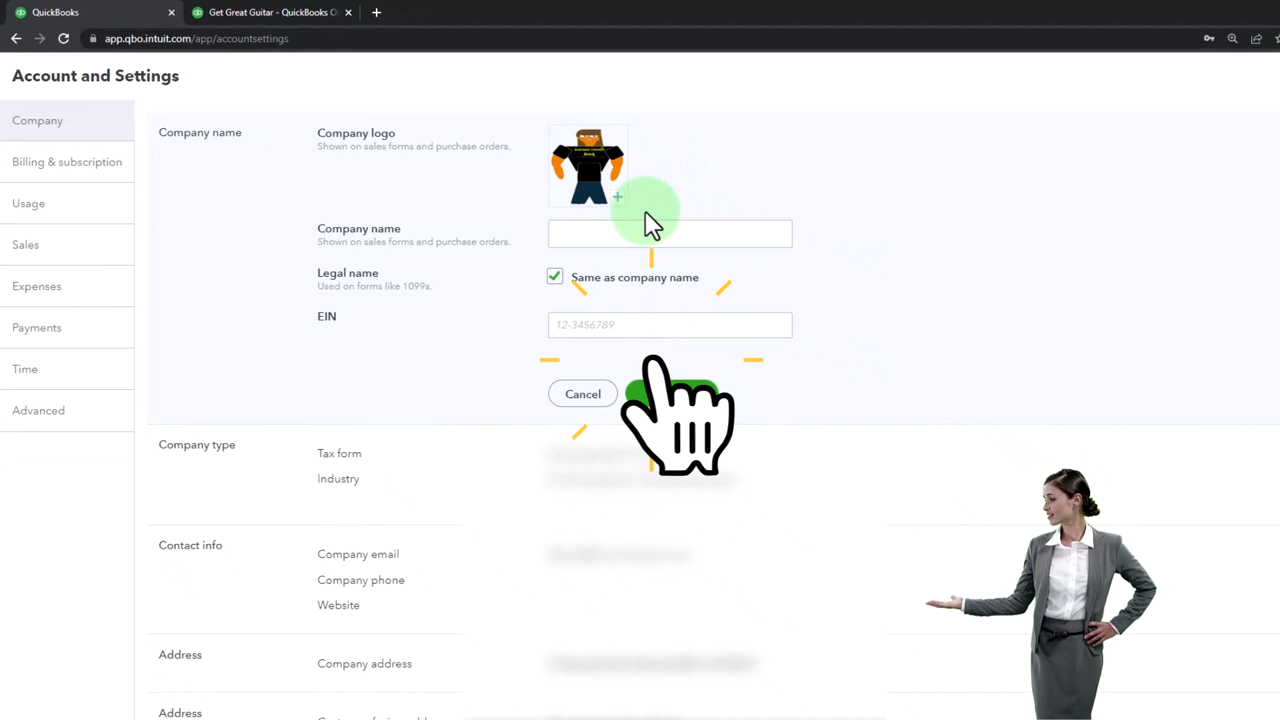 QuickBooks
Get Great Guitar - QuickBooks O
app.qbo.intuit.com/app/accountsettings
Account and Settings
Company
Billing & subscription
Usage
Sales
Expenses
Payments
Time
Advanced
Company name
Company logo
Shown on sales forms and purchase orders.
Company name
Shown on sales forms and purchase orders.
Legal name
Used on forms like 1099s.
Same as company name
EIN
12-3456789
Cancel
Company type
Tax form
Industry
Contact info
Company email
Company phone
Website
Address
Company address
Address